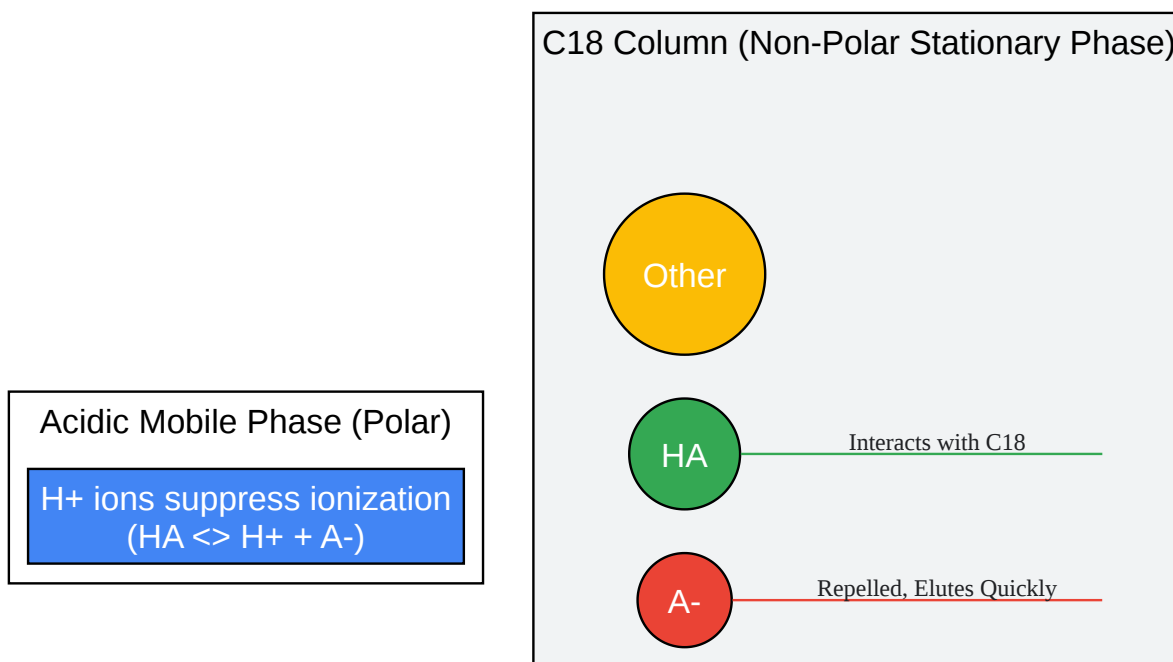 C18 Column (Non-Polar Stationary Phase)
Other
Acidic Mobile Phase (Polar)
H+ ions suppress ionization
(HA <> H+ + A-)
HA
Interacts with C18
A-
Repelled, Elutes Quickly